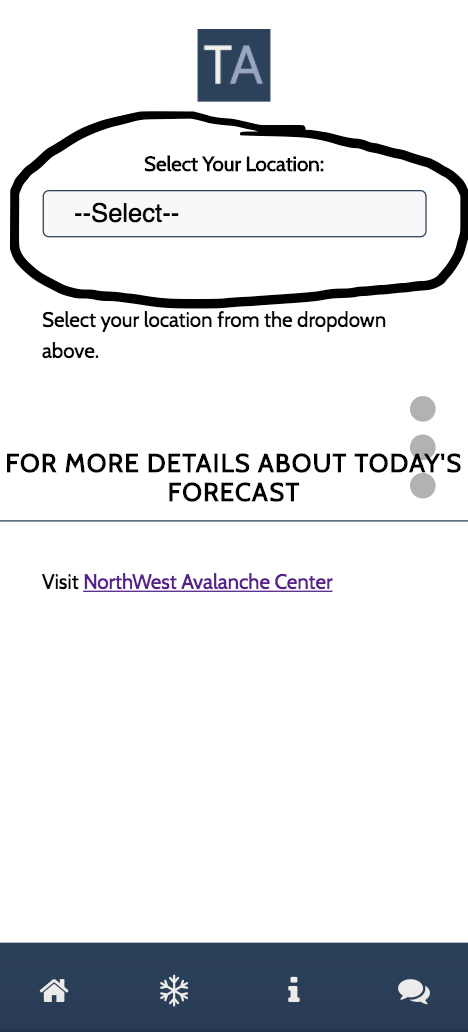 TA
Select Your Location:
--Select--
Select your location from the dropdown
above.
FOR MORE DETAILS ABOUT TODAY'S
FORECAST
Visit NorthWest Avalanche Center